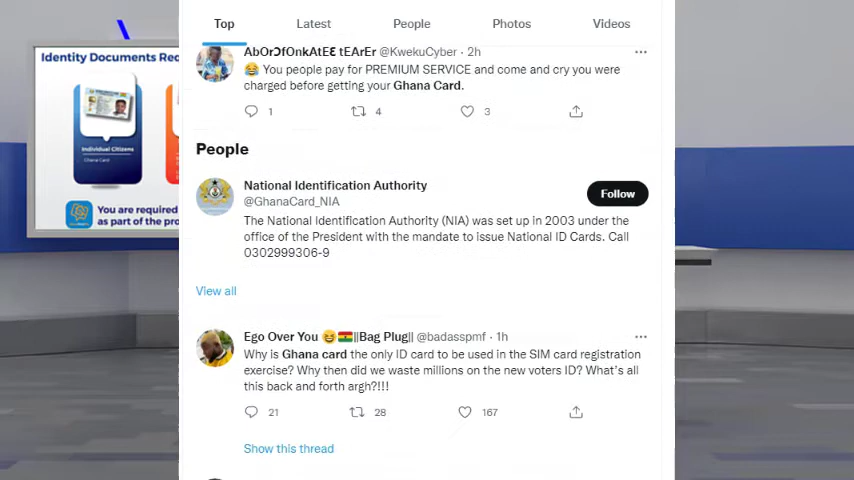 Top Latest People Photos Videos
AbOrƆfOnkAtEƐ tEArEr @KwekuCyber · 2h
😂 You people pay for PREMIUM SERVICE and come and cry you were
charged before getting your Ghana Card.
1 4 3
People
National Identification Authority
@GhanaCard_NIA
Follow
The National Identification Authority (NIA) was set up in 2003 under the
office of the President with the mandate to issue National ID Cards. Call
0302999306-9
View all
Ego Over You 😆🇬🇭||Bag Plug|| @badasspmf · 1h
Why is Ghana card the only ID card to be used in the SIM card registration
exercise? Why then did we waste millions on the new voters ID? What's all
this back and forth argh?!!!
21 28 167
Show this thread
Identity Documents
Individual Citizens
Ghana Card
You are required
as part of the